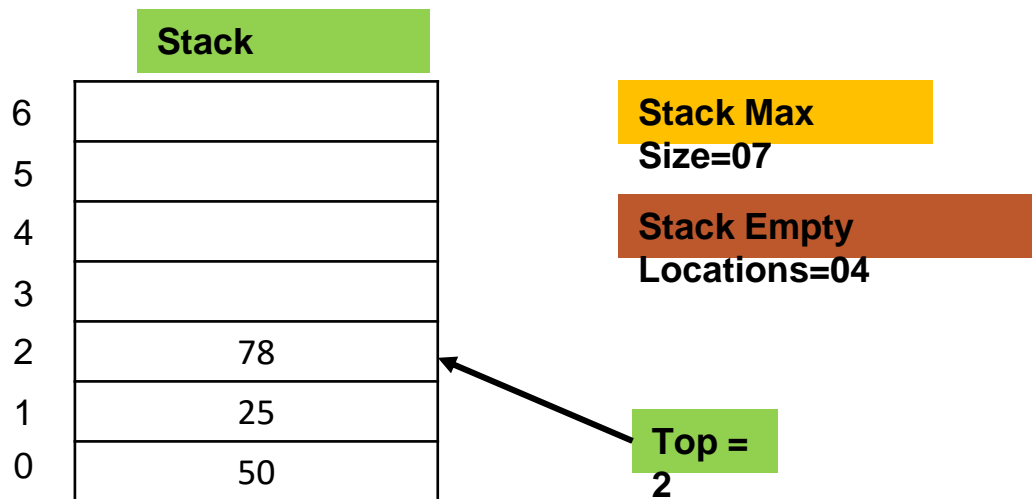 Stack
6
5
4
3
2 78
1 25
0 50
Stack Max
Size=07
Stack Empty
Locations=04
Top =
2